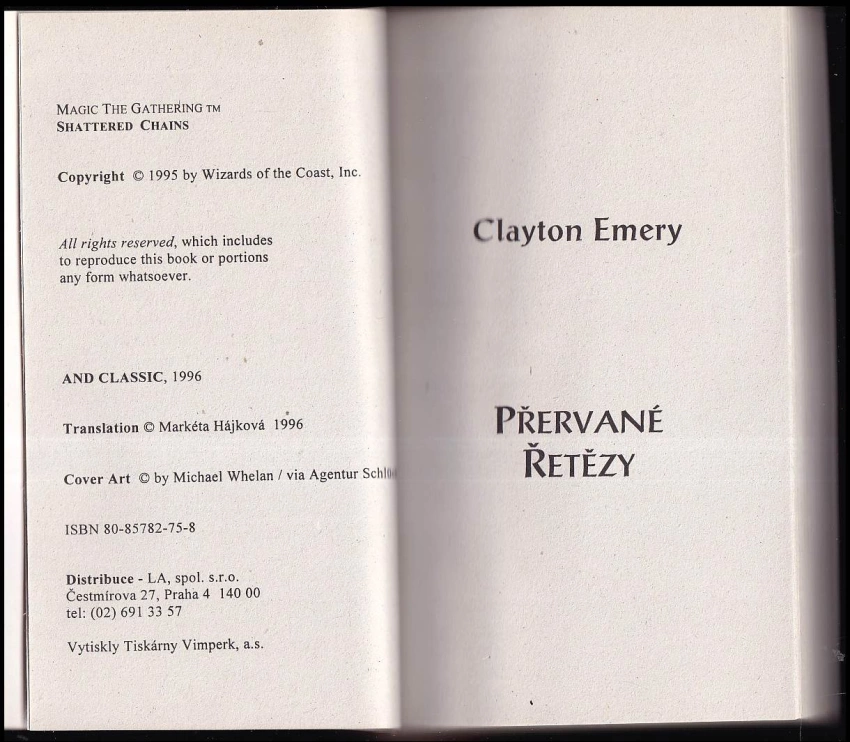 MAGIC THE GATHERING TM
SHATTERED CHAINS
Copyright © 1995 by Wizards of the Coast, Inc.
All rights reserved, which includes
to reproduce this book or portions
any form whatsoever.
AND CLASSIC, 1996
Translation © Markéta Hájková 1996
Cover Art © by Michael Whelan / via Agentur
ISBN 80-85782-75-8
Distribuce - LA, spol. s.r.o.
Čestmírova 27, Praha 4 140 00
tel: (02) 691 33 57
Vytiskly Tiskárny Vimperk, a.s.
Clayton Emery
PŘERVANÉ
ŘETĚZY